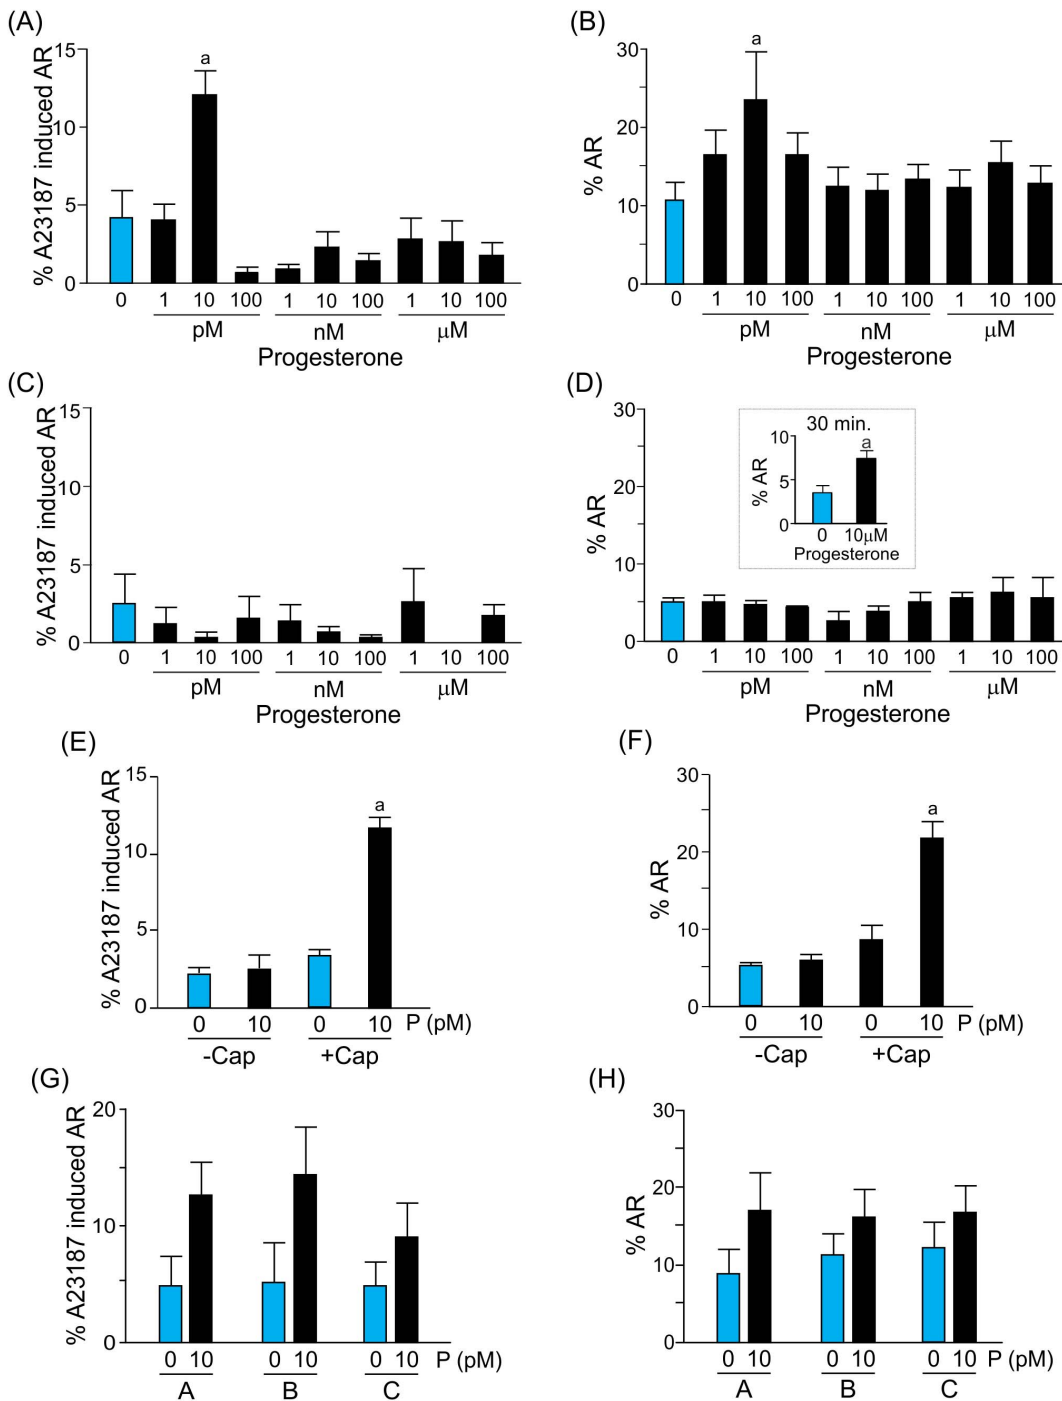 (A)
% A23187 induced AR
15
10
5
0
a
0 1 10 100 1 10 100 1 10 100
pM nM μM
Progesterone
(B)
% AR
30
20
10
0
a
0 1 10 100 1 10 100 1 10 100
pM nM μM
Progesterone
(C)
% A23187 induced AR
15
10
5
0
0 1 10 100 1 10 100 1 10 100
pM nM μM
Progesterone
(D)
% AR
30
20
10
0
30 min.
% AR
10
5
0
a
0 10μM
Progesterone
0 1 10 100 1 10 100 1 10 100
pM nM μM
Progesterone
(E)
% A23187 induced AR
15
10
5
0
a
0 10 0 10 P (pM)
-Cap +Cap
(F)
% AR
30
20
10
0
a
0 10 0 10 P (pM)
-Cap +Cap
(G)
% A23187 induced AR
20
10
0
0 10 0 10 0 10 P (pM)
A B C
(H)
% AR
30
20
10
0
0 10 0 10 0 10 P (pM)
A B C